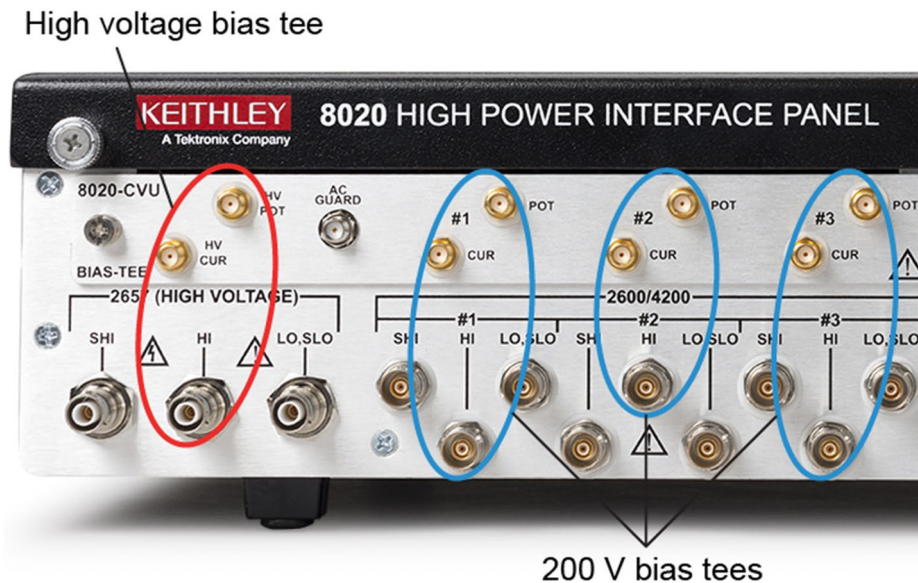 High voltage bias tee
KEITHLEY
A Tektronix Company
8020 HIGH POWER INTERFACE PANEL
8020-CVU
HV
POT
AC
GUARD
#1
POT
#2
POT
#3
POT
HV
CUR
CUR
CUR
CUR
BIAS-TEE
2657 (HIGH VOLTAGE)
2600/4200
#1
#2
#3
SHI
HI
LO,SLO
SHI
HI
LO,SLO
SHI
HI
LO,SLO
SHI
HI
LO,SLO
200 V bias tees